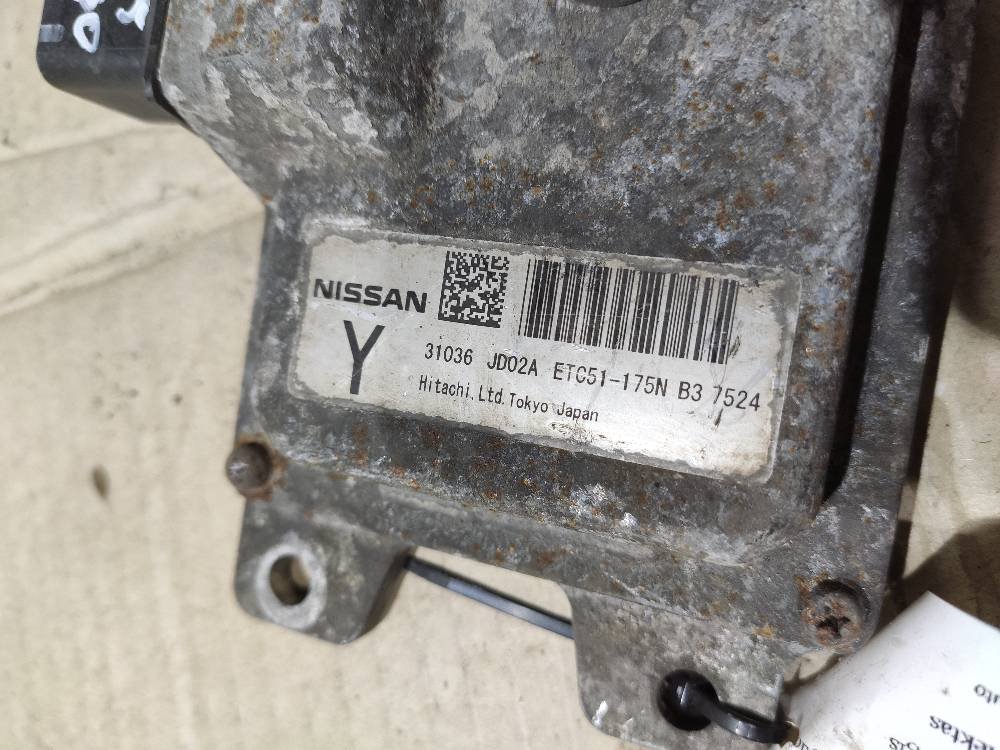 NISSAN
Y
31036 JD02A ETC51-175N B3 7524
Hitachi, Ltd. Tokyo Japan